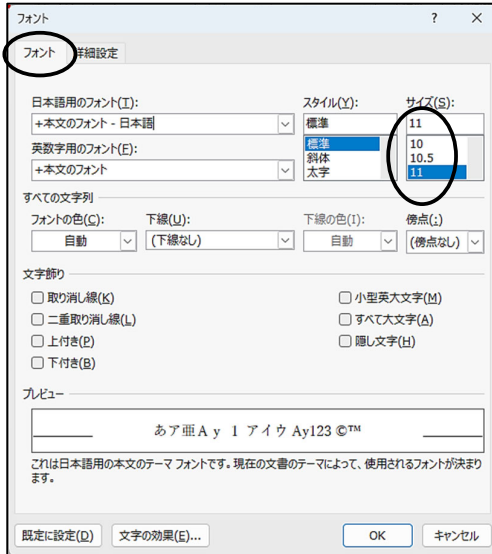 フォント ? ×
フォント 詳細設定
日本語用のフォント(T): スタイル(Y): サイズ(S):
+本文のフォント - 日本語 標準 11
英数字用のフォント(F): 標準 10
+本文のフォント 斜体 10.5
太字 11
すべての文字列
フォントの色(C): 下線(U): 下線の色(I): 傍点(:)
自動 (下線なし) 自動 (傍点なし)
文字飾り
取り消し線(K) 小型英大文字(M)
二重取り消し線(L) すべて大文字(A)
上付き(P) 隠し文字(H)
下付き(B)
プレビュー
あア亜Ay 1 アイウ Ay123 ©™
これは日本語用の本文のテーマ フォントです。現在の文書のテーマによって、使用されるフォントが決まり
ます。
既定に設定(D) 文字の効果(E)... OK キャンセル